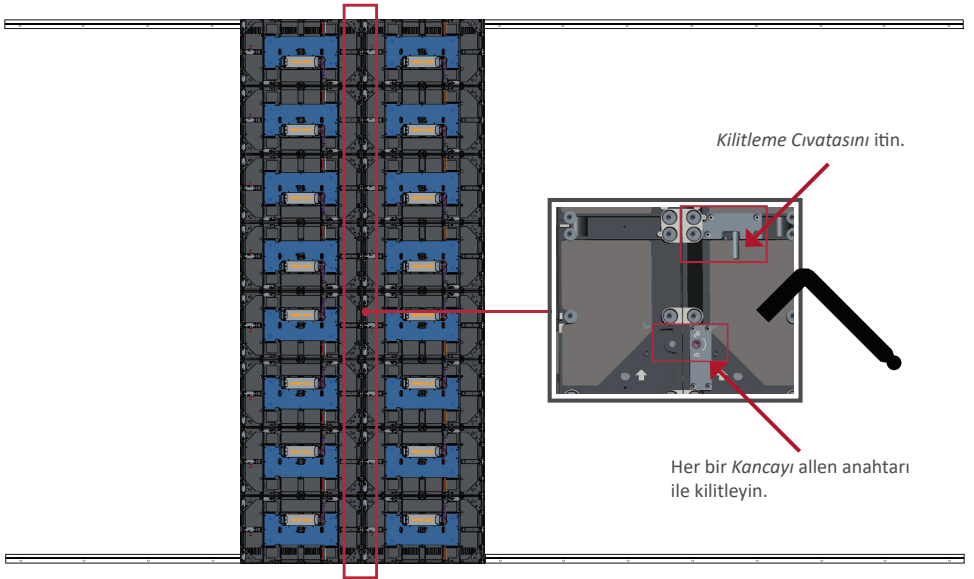 Kilitleme Cıvatasını itin.
Her bir Kancayı allen anahtarı
ile kilitleyin.